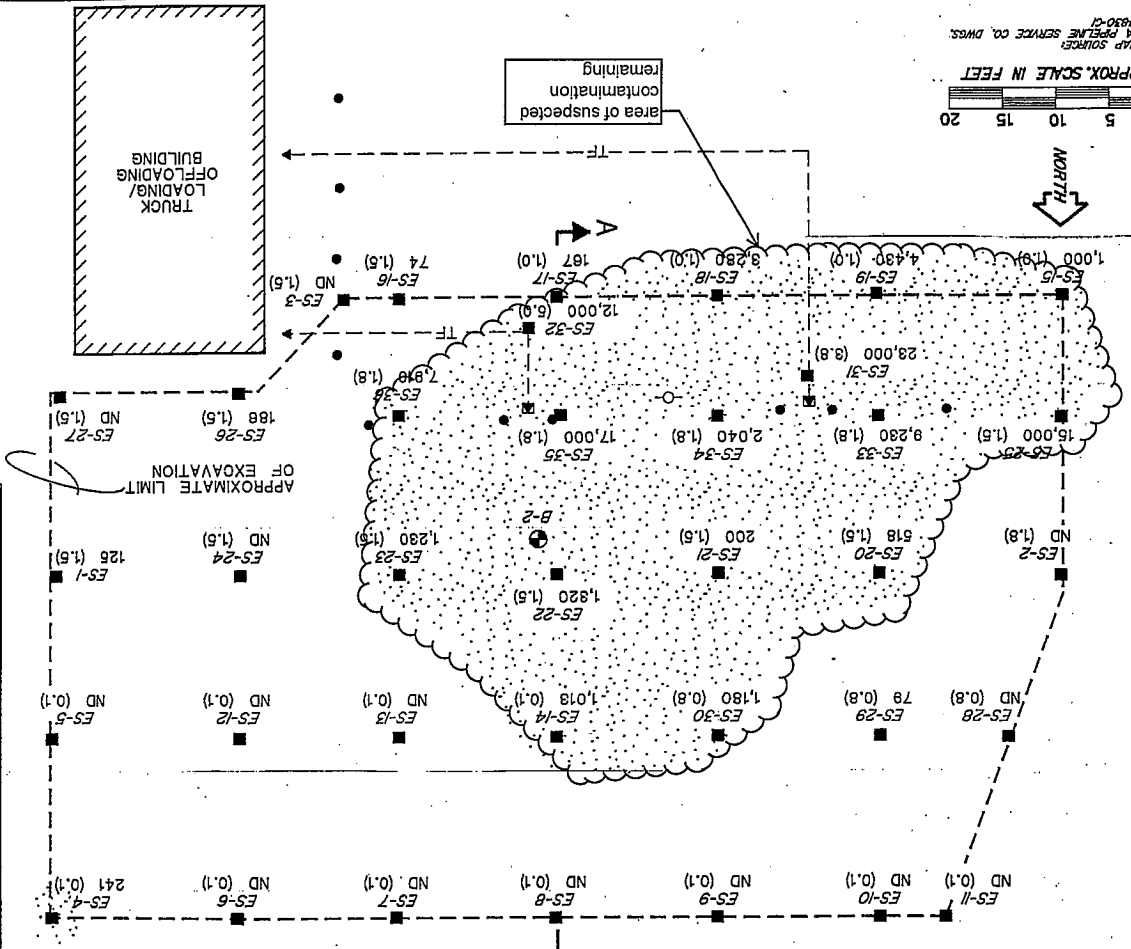 ES-4
241 (0.1)
ES-6
ND (0.1)
ES-7
ND (0.1)
ES-8
ND (0.1)
ES-9
ND (0.1)
ES-10
ND (0.1)
ES-11
ND (0.1)
ES-5
ND (0.1)
ES-12
ND (0.1)
ES-13
ND (0.1)
ES-14
1,013 (0.1)
ES-30
1,180 (0.8)
ES-29
79 (0.8)
ES-28
ND (0.8)
ES-1
125 (1.5)
ES-24
ND (1.5)
ES-23
1,230 (1.5)
ES-22
1,820 (1.5)
B-2
ES-21
200 (1.5)
ES-20
518 (1.5)
ES-2
ND (1.8)
APPROXIMATE LIMIT
OF EXCAVATION
ES-27
ND (1.5)
ES-26
188 (1.5)
ES-36
7,910 (1.8)
ES-35
17,000 (1.8)
ES-34
2,040 (1.8)
ES-33
9,230 (1.8)
ES-25
15,000 (1.5)
ES-31
23,000 (3.8)
ES-32
12,000 (5.0)
TF
ES-3
ND (1.5)
ES-16
74 (1.5)
ES-17
187 (1.0)
ES-18
3,280 (1.0)
ES-19
4,430 (1.0)
ES-15
1,000 (1.0)
A
TF
TRUCK
LOADING/
OFFLOADING
BUILDING
area of suspected
contamination
remaining
NORTH
5 10 15 20
PPROX. SCALE IN FEET
AP SOURCE:
A PIPELINE SERVICE CO. DWGS.